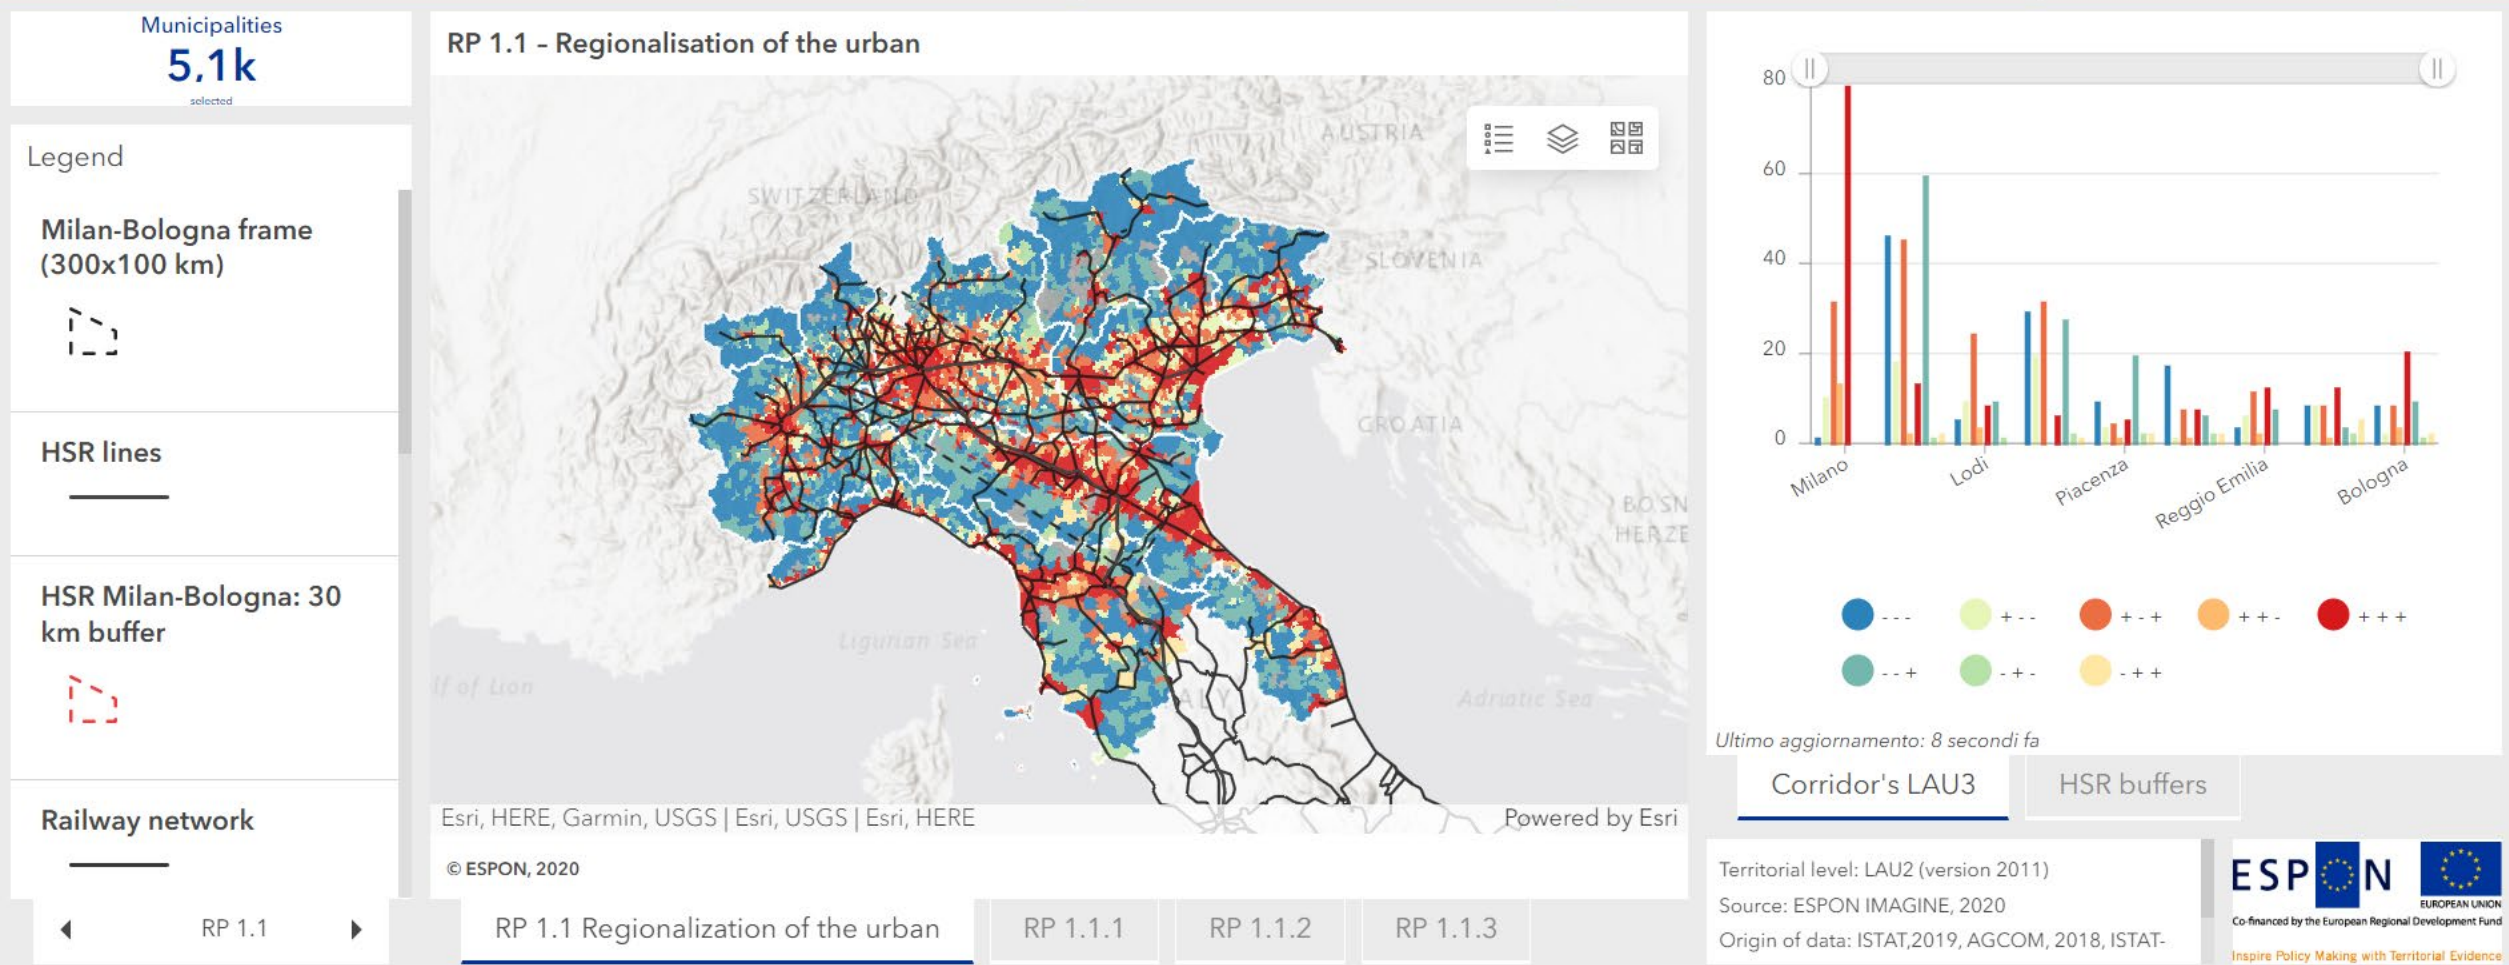 Municipalities
5,1k
selected
Legend
Milan-Bologna frame
(300x100 km)
HSR lines
HSR Milan-Bologna: 30
km buffer
Railway network
RP 1.1
RP 1.1 – Regionalisation of the urban
AUSTRIA
SWITZERLAND
SLOVENIA
CROATIA
BOSN
HERZE
Ligurian Sea
lf of Lion
ALY
Adriatic Sea
Esri, HERE, Garmin, USGS | Esri, USGS | Esri, HERE
Powered by Esri
© ESPON, 2020
RP 1.1 Regionalization of the urban
RP 1.1.1
RP 1.1.2
RP 1.1.3
80
60
40
20
0
Milano
Lodi
Piacenza
Reggio Emilia
Bologna
- - -
+ - -
+ - +
+ + -
+ + +
- - +
- + -
- + +
Ultimo aggiornamento: 8 secondi fa
Corridor's LAU3
HSR buffers
Territorial level: LAU2 (version 2011)
Source: ESPON IMAGINE, 2020
Origin of data: ISTAT,2019, AGCOM, 2018, ISTAT-
ESPON
EUROPEAN UNION
Co-financed by the European Regional Development Fund
Inspire Policy Making with Territorial Evidence